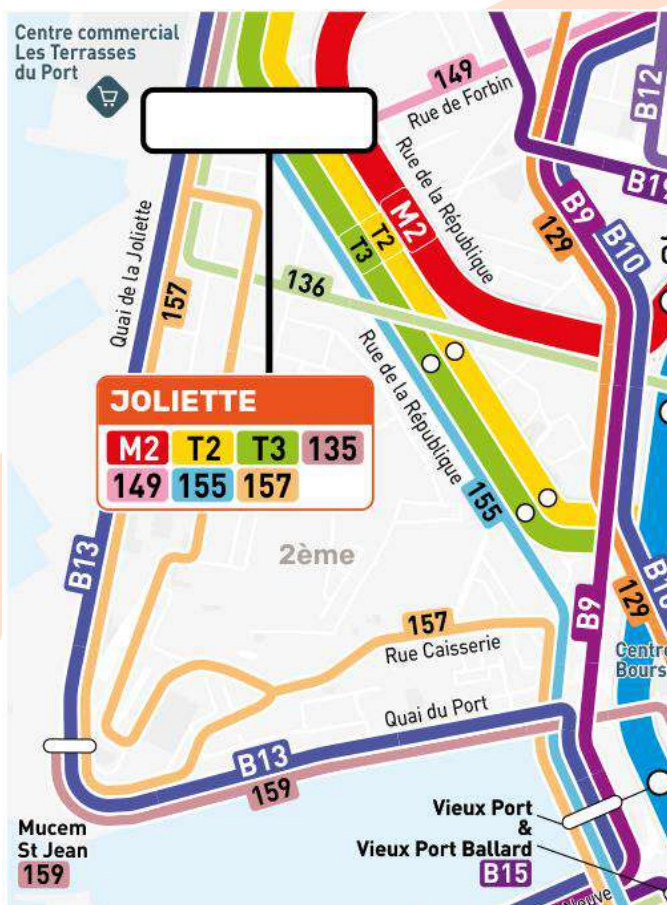 Centre commercial
Les Terrasses
du Port
149
Rue de Forbin
B12
B19
Rue de la République
M2
T2
T3
B9
129
B10
Quai de la Joliette
157
136
Rue de la République
JOLIETTE
M2 T2 T3 135
149 155 157
155
2ème
B13
B9
129
B10
157
Rue Caisserie
Centre
Bours
Quai du Port
B13
159
Mucem
St Jean
159
Vieux Port
&
Vieux Port Ballard
B15